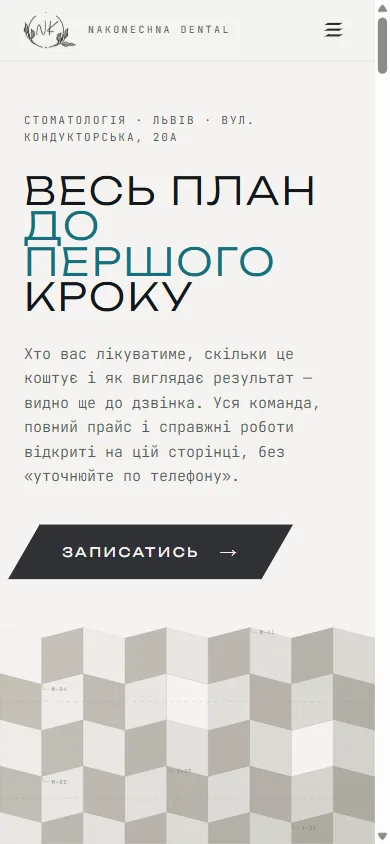 NK
NAKONECHNA DENTAL
СТОМАТОЛОГІЯ · ЛЬВІВ · ВУЛ.
КОНДУКТОРСЬКА, 20А
ВЕСЬ ПЛАН
ДО
ПЕРШОГО
КРОКУ
Хто вас лікуватиме, скільки це
коштує і як виглядає результат —
видно ще до дзвінка. Уся команда,
повний прайс і справжні роботи
відкриті на цій сторінці, без
«уточнюйте по телефону».
ЗАПИСАТИСЬ →